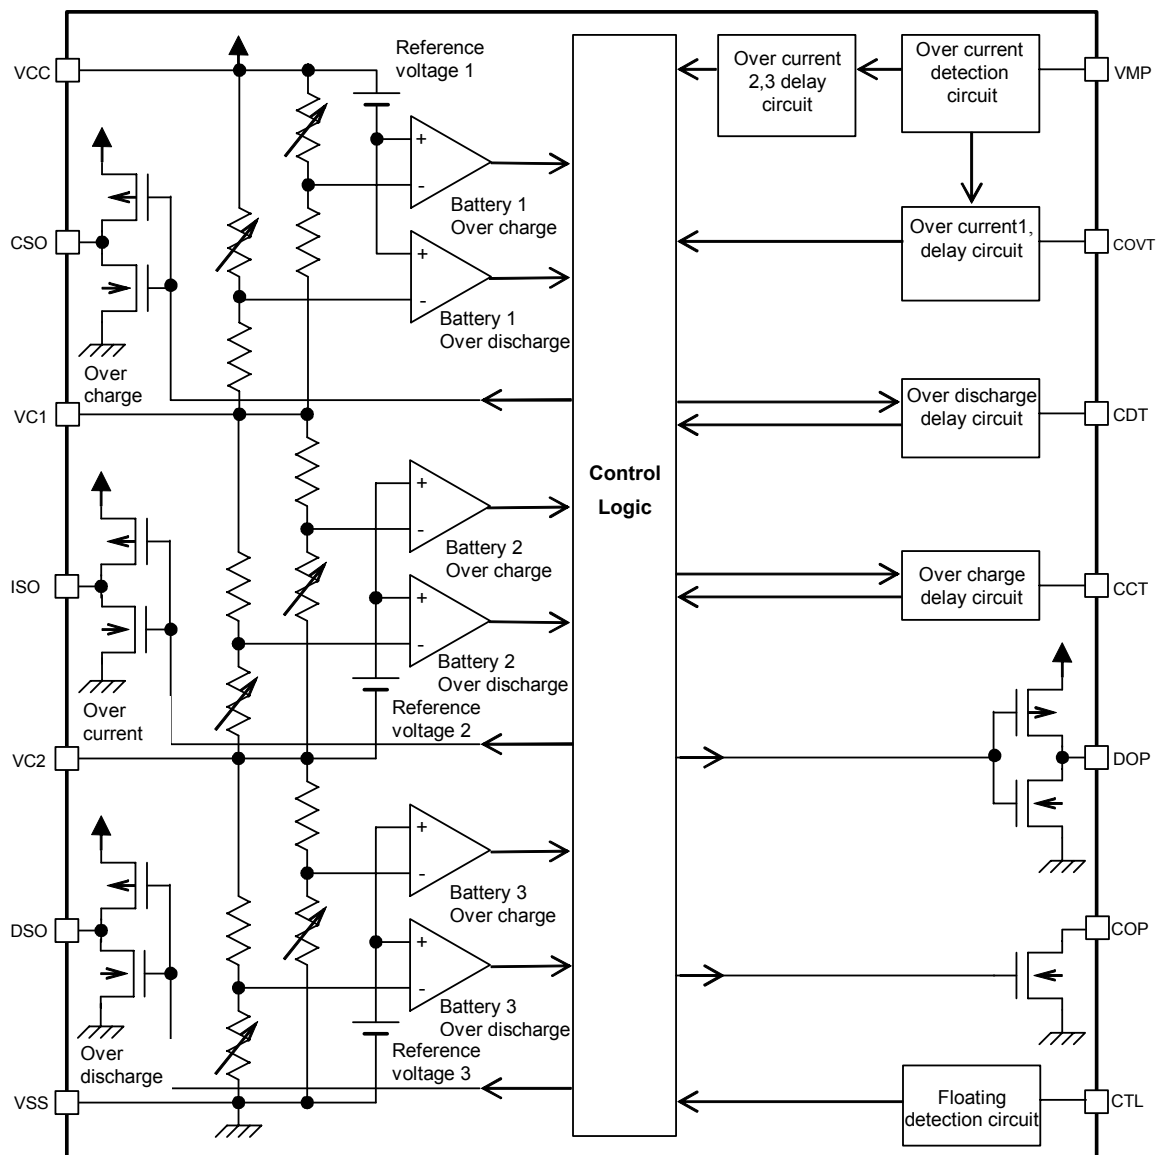 VCC
Reference
voltage 1
+
-
Battery 1
Over charge
CSO
+
-
Battery 1
Over discharge
Over
charge
VC1
+
-
Battery 2
Over charge
ISO
+
-
Battery 2
Over discharge
Over
current
Reference
voltage 2
VC2
+
-
Battery 3
Over charge
DSO
+
-
Battery 3
Over discharge
Over
discharge
Reference
voltage 3
VSS
Control
Logic
Over current
2,3 delay
circuit
Over current
detection
circuit
VMP
Over current1,
delay circuit
COVT
Over discharge
delay circuit
CDT
Over charge
delay circuit
CCT
DOP
COP
Floating
detection circuit
CTL